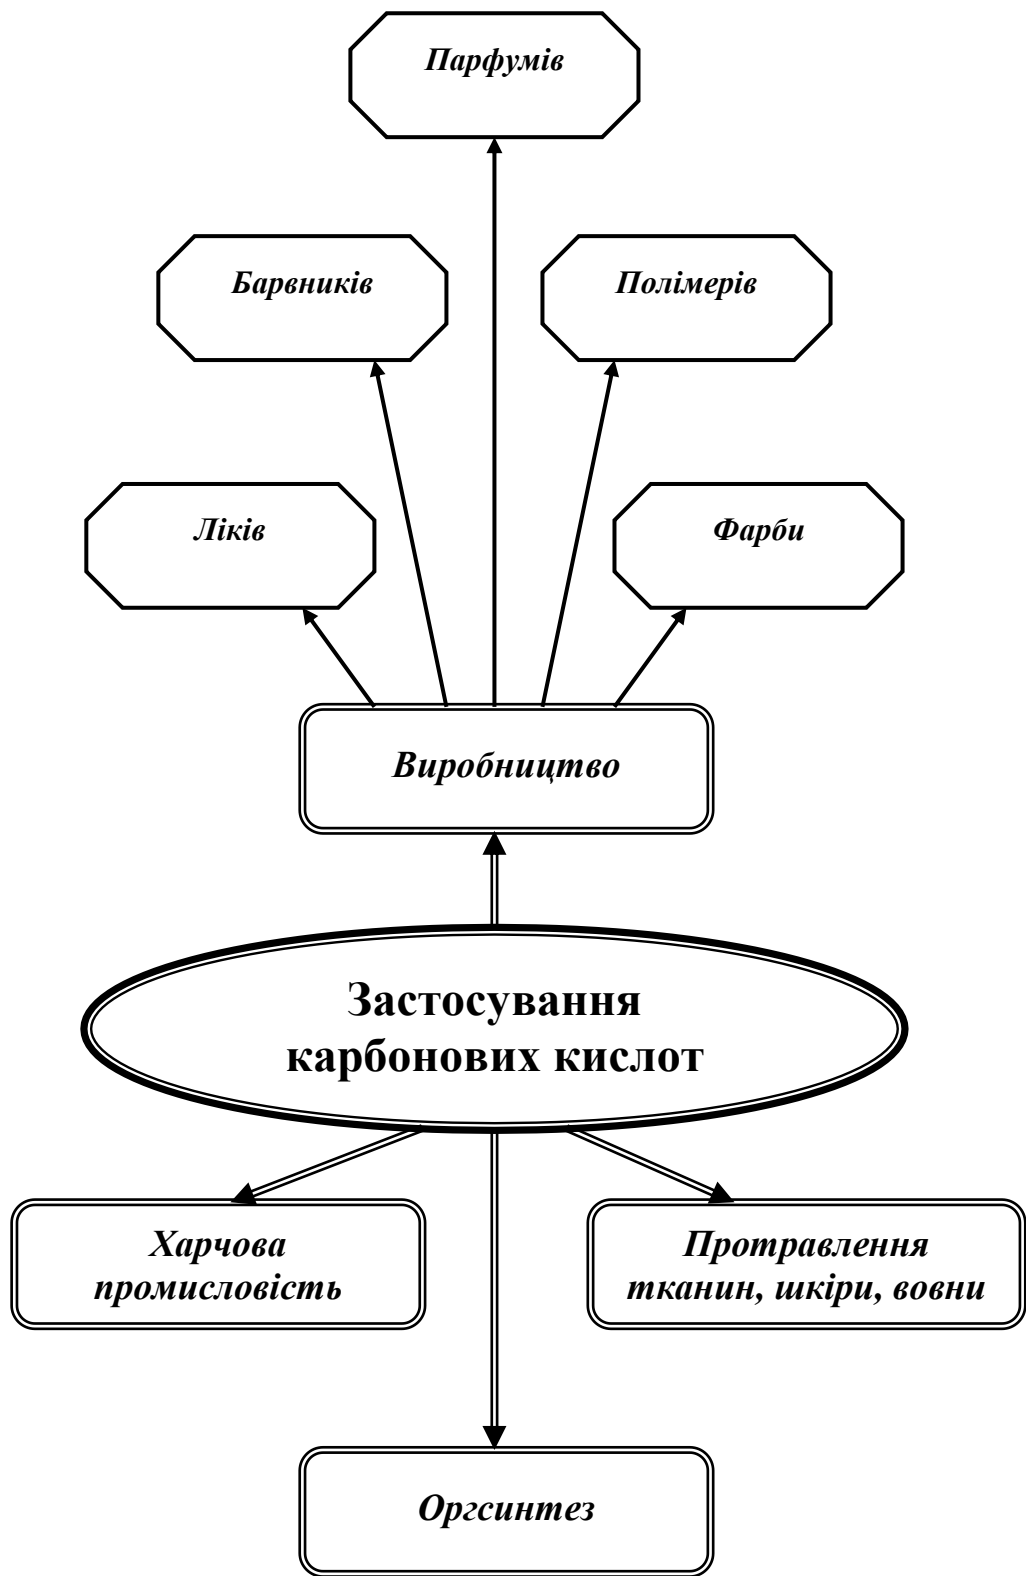 Парфумів
Барвників
Полімерів
Ліків
Фарби
Виробництво
Застосування
карбонових кислот
Харчова
промисловість
Протравлення
тканин, шкіри, вовни
Оргсинтез